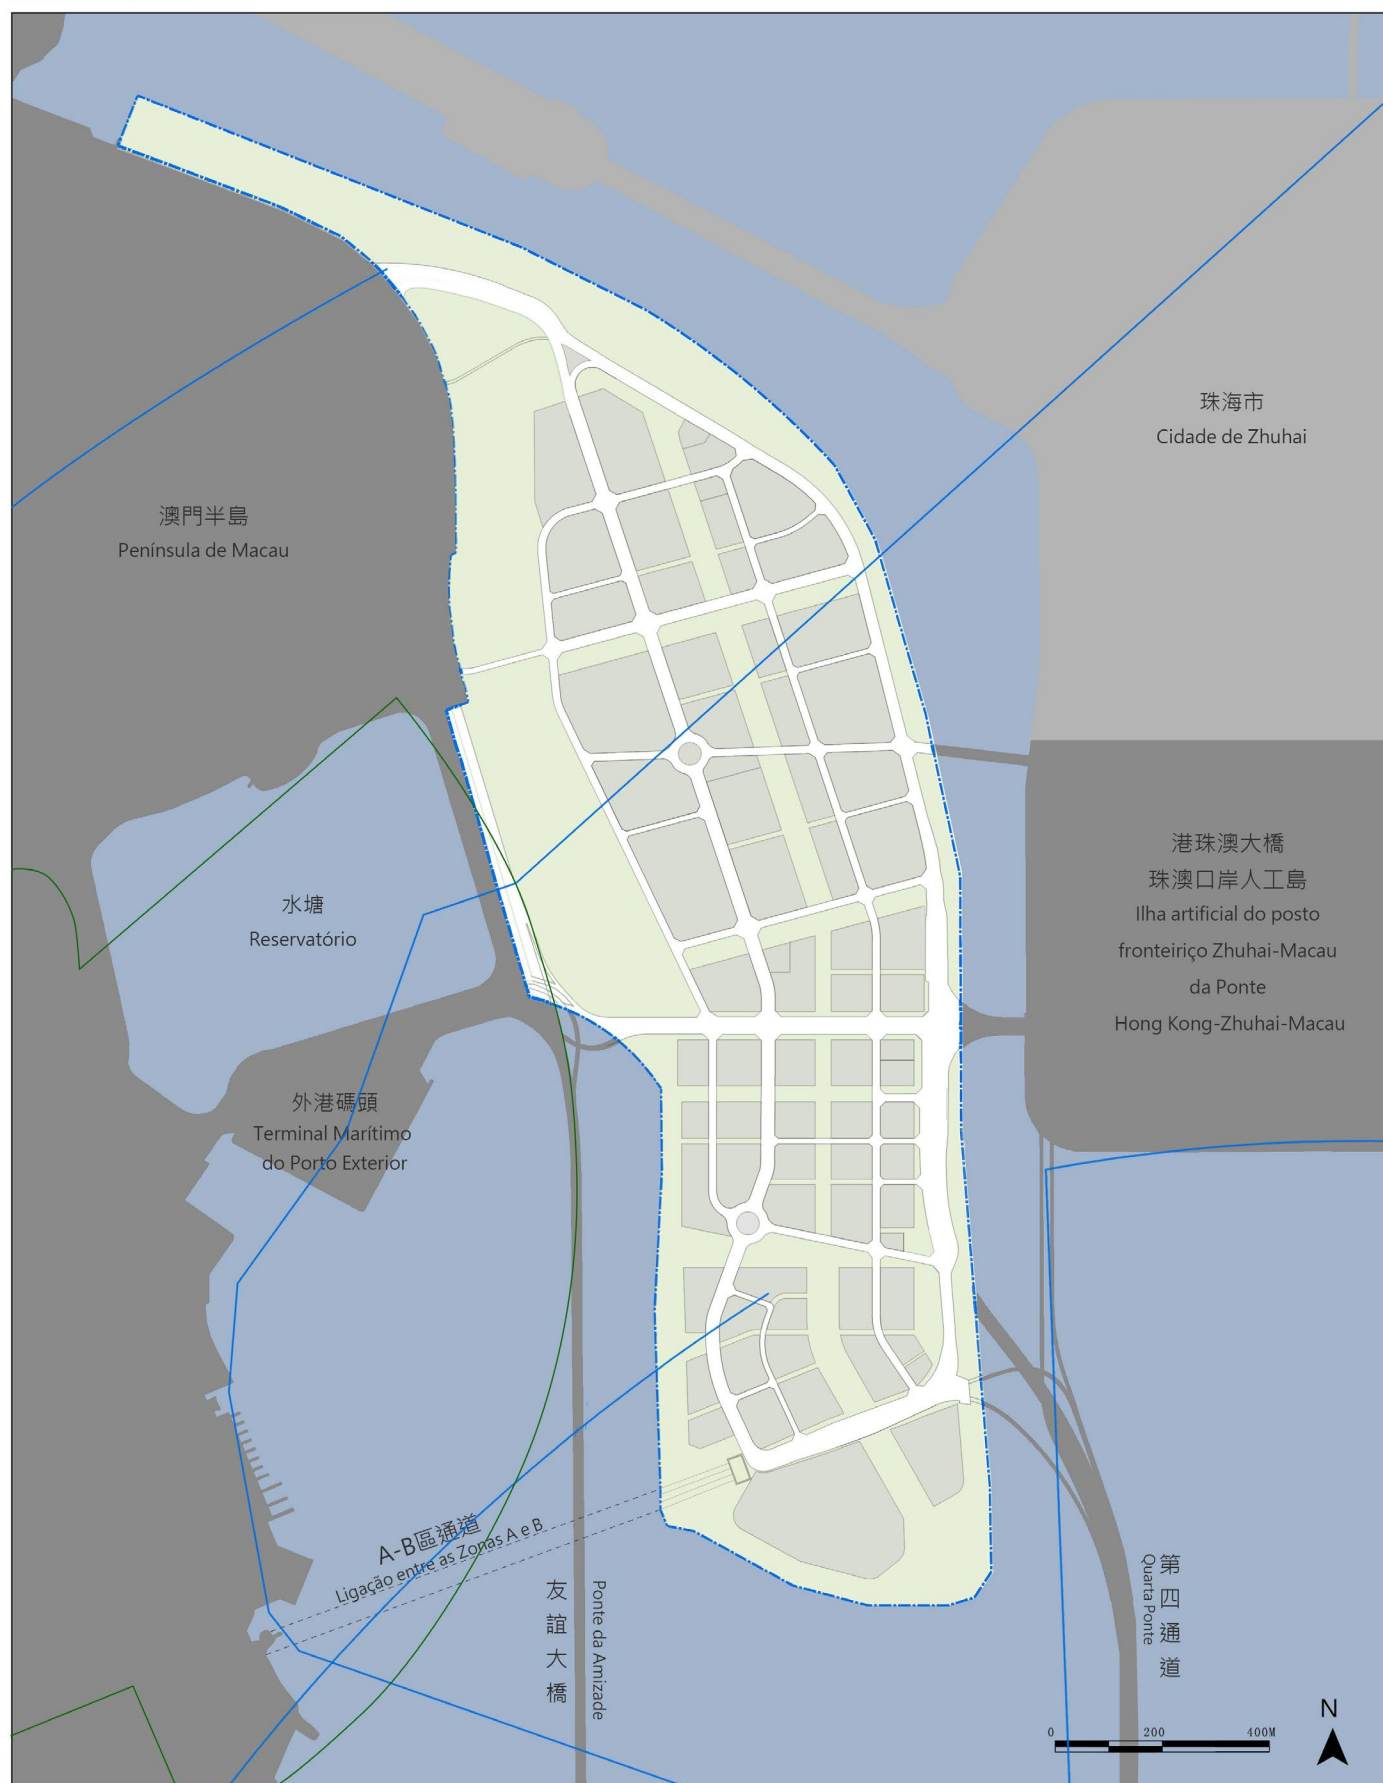 珠海市
Cidade de Zhuhai
澳門半島
Península de Macau
港珠澳大橋
珠澳口岸人工島
Ilha artificial do posto
fronteiriço Zhuhai-Macau
da Ponte
Hong Kong-Zhuhai-Macau
水塘
Reservatório
外港碼頭
Terminal Marítimo
do Porto Exterior
A-B區通道
Ligação entre as Zonas A e B
友誼大橋
Ponte da Amizade
第四通道
Quarta Ponte
N
0 200 400M